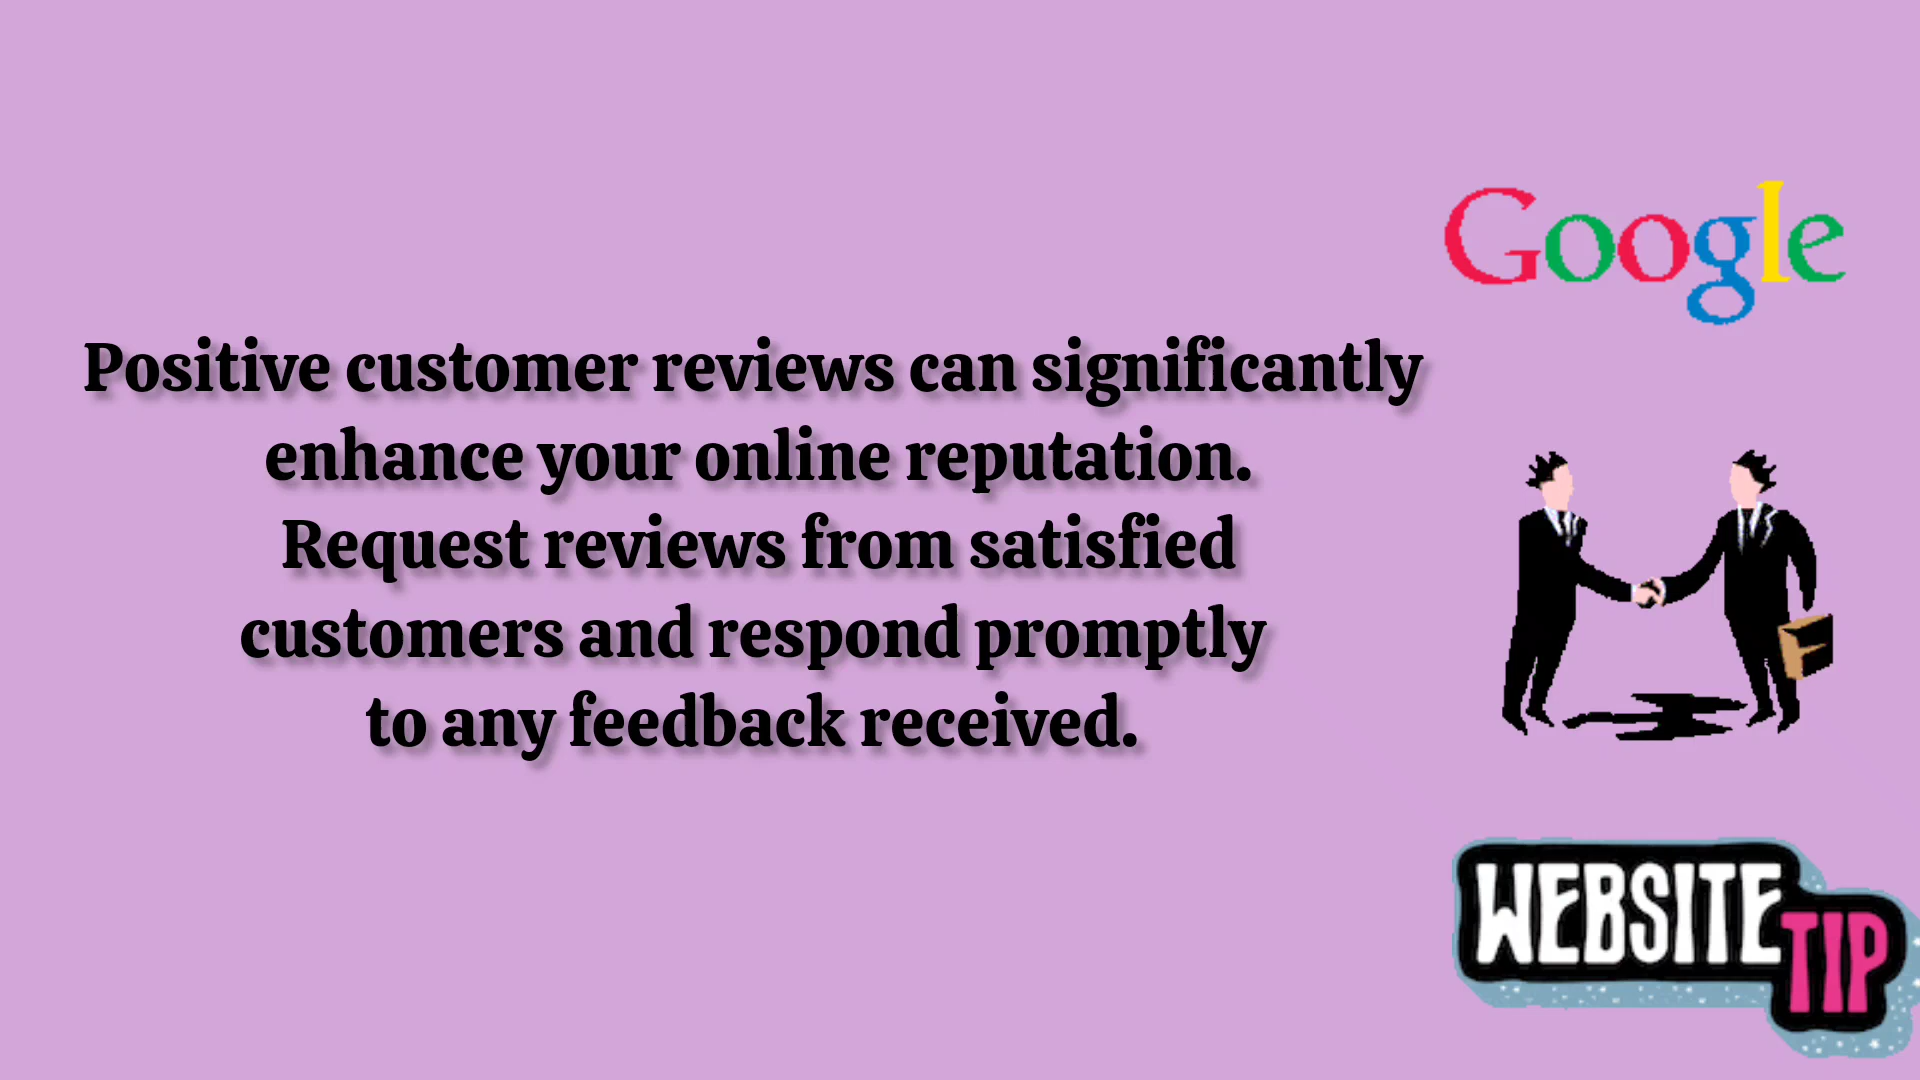 Google
Positive customer reviews can significantly
enhance your online reputation.
Request reviews from satisfied
customers and respond promptly
to any feedback received.
WEBSITE
TIP